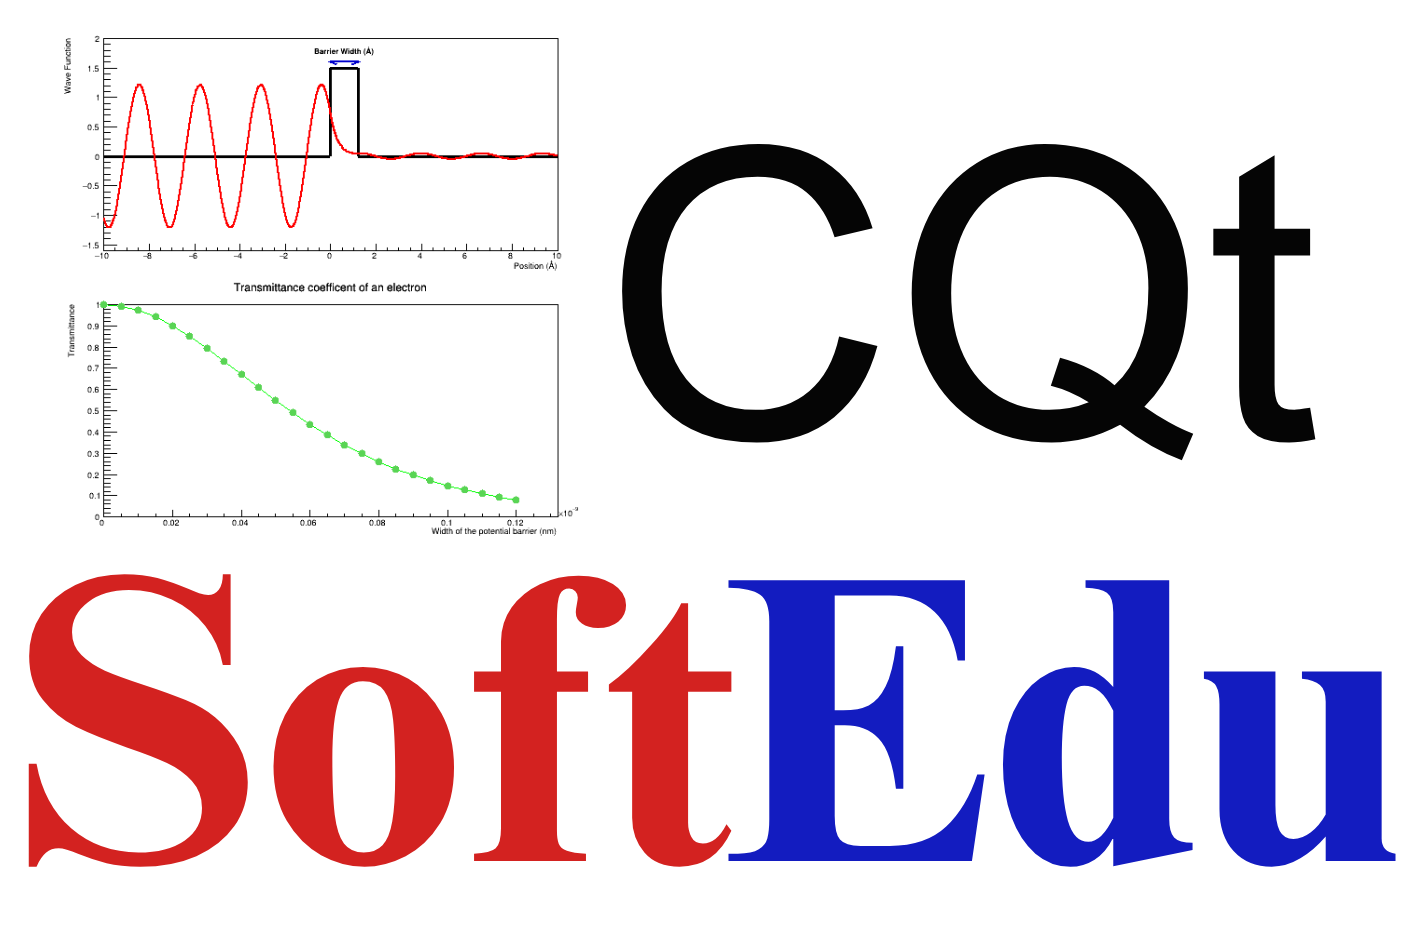 Barrier Width (Å)
Wave Function
2
1.5
1
0.5
0
−0.5
−1
−1.5
−10 −8 −6 −4 −2 0 2 4 6 8 10
Position (Å)
CQt
Transmittance coefficent of an electron
Transmittance
1
0.9
0.8
0.7
0.6
0.5
0.4
0.3
0.2
0.1
0
0 0.02 0.04 0.06 0.08 0.1 0.12
×10⁻⁹
Width of the potential barrier (nm)
SoftEdu